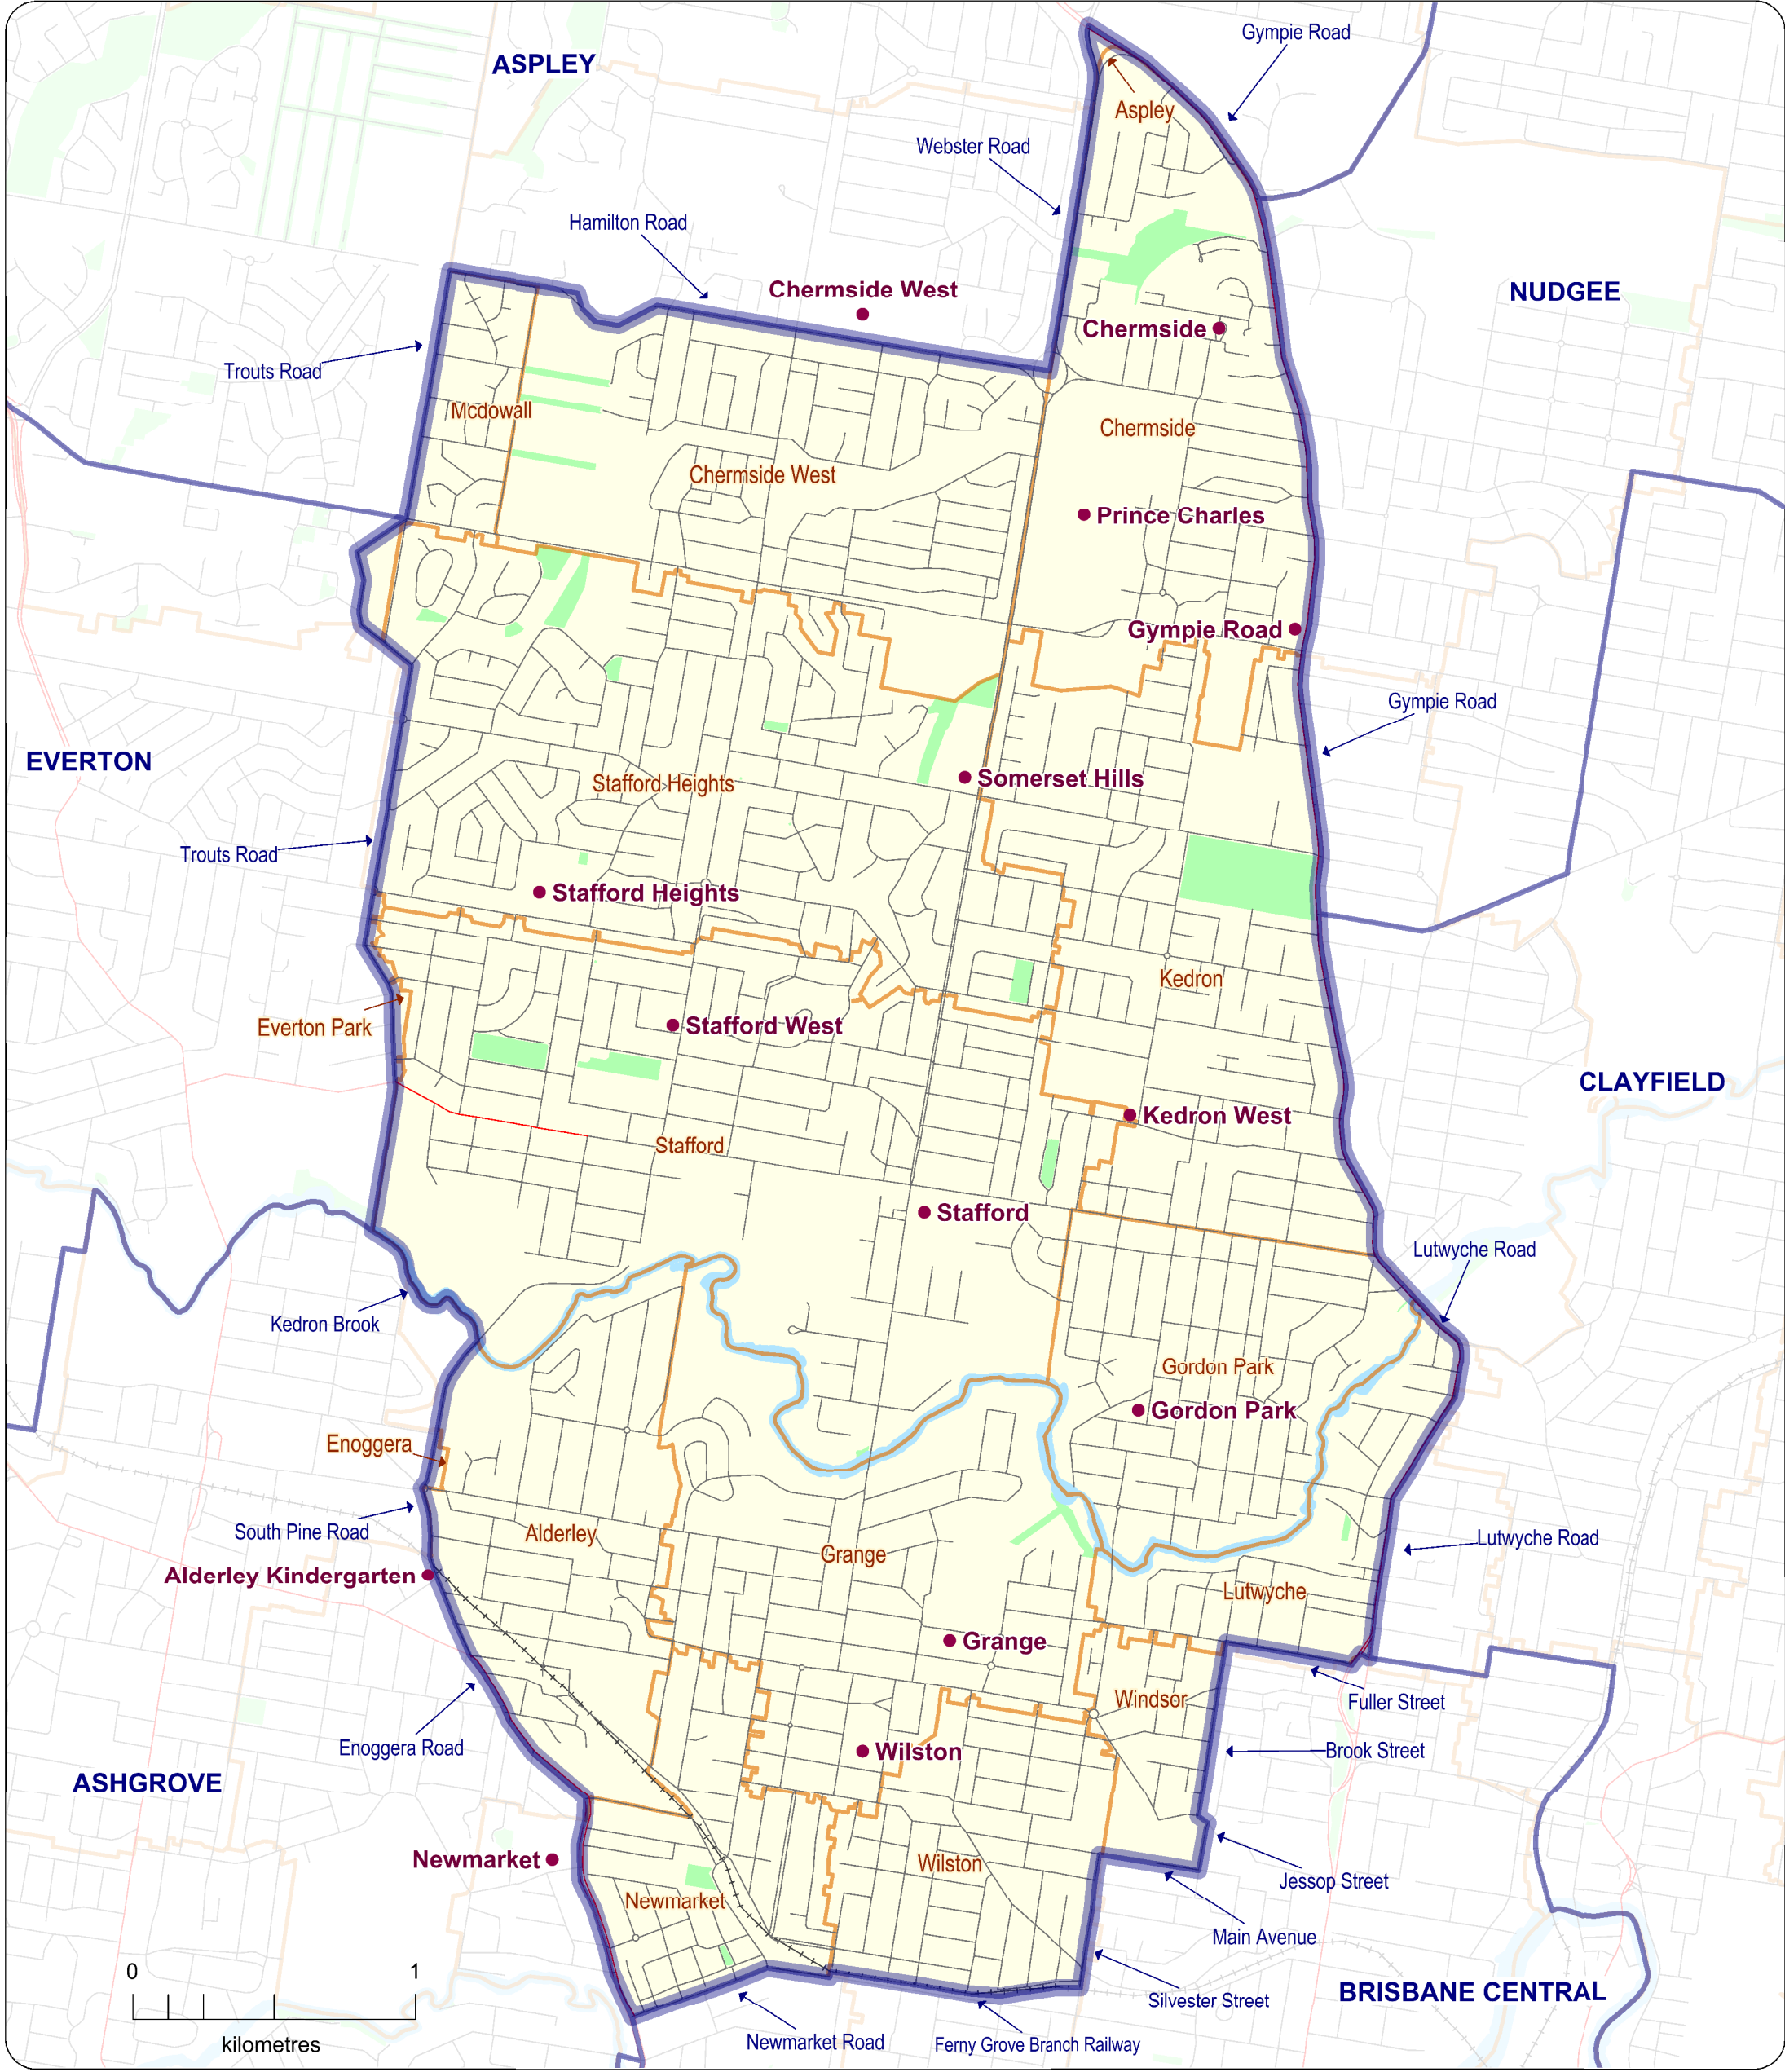 Gympie Road
ASPLEY
Aspley
Webster Road
Hamilton Road
Chermside West
NUDGEE
Chermside
Trouts Road
Mcdowall
Chermside
Chermside West
Prince Charles
Gympie Road
Gympie Road
EVERTON
Somerset Hills
Stafford Heights
Trouts Road
Stafford Heights
Kedron
Stafford West
Everton Park
CLAYFIELD
Kedron West
Stafford
Stafford
Lutwyche Road
Kedron Brook
Gordon Park
Gordon Park
Enoggera
South Pine Road
Alderley
Lutwyche Road
Grange
Alderley Kindergarten
Lutwyche
Grange
Windsor
Fuller Street
Enoggera Road
Wilston
Brook Street
ASHGROVE
Newmarket
Wilston
Jessop Street
Newmarket
Main Avenue
0 1
kilometres
BRISBANE CENTRAL
Silvester Street
Newmarket Road
Ferny Grove Branch Railway